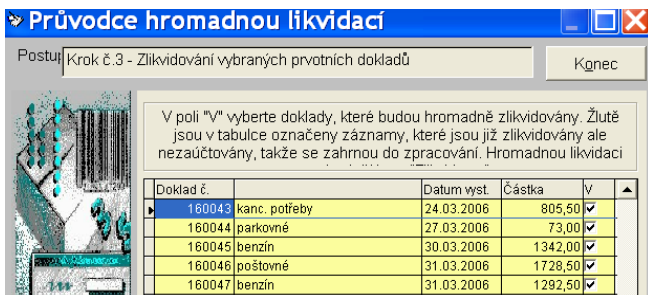 Průvodce hromadnou likvidací
Postup Krok č.3 - Zlikvidování vybraných prvotních dokladů Konec
V poli "V" vyberte doklady, které budou hromadně zlikvidovány. Žlutě
jsou v tabulce označeny záznamy, které jsou již zlikvidovány ale
nezaúčtovány, takže se zahrnou do zpracování. Hromadnou likvidaci
Doklad č. Datum vyst. Částka V
160043 kanc. potřeby 24.03.2006 805,50
160044 parkovné 27.03.2006 73,00
160045 benzín 30.03.2006 1342,00
160046 poštovné 31.03.2006 1728,50
160047 benzín 31.03.2006 1292,50